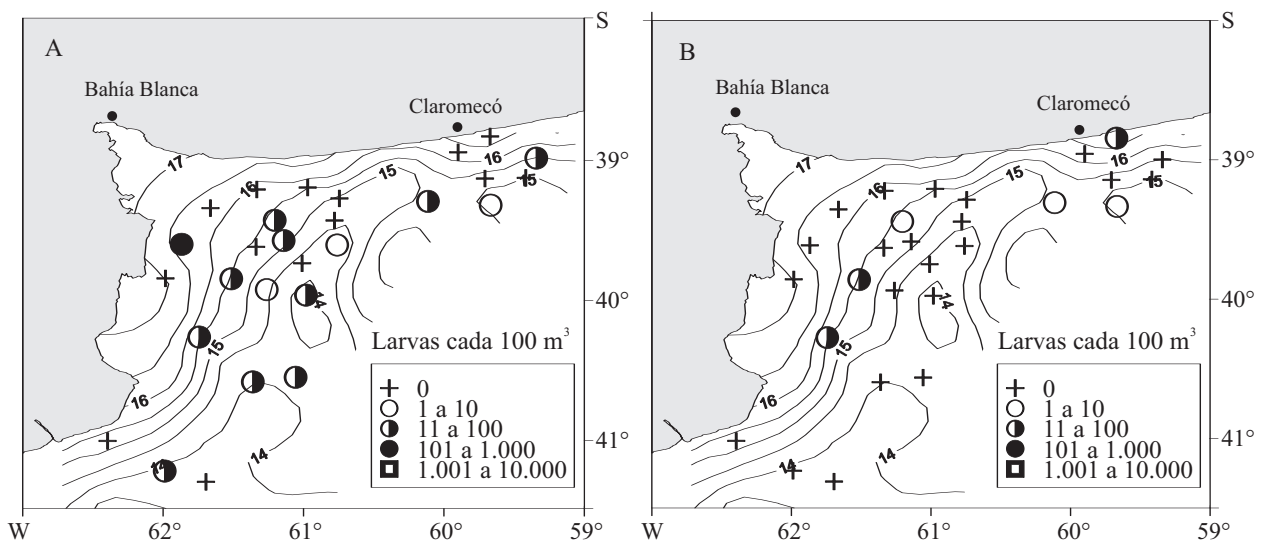 A
Bahía Blanca
Claromecó
S
17
16
15
16
15
39°
14
40°
15
16
14
14
41°
Larvas cada 100 m³
0
1 a 10
11 a 100
101 a 1.000
1.001 a 10.000
W
62°
61°
60°
59°
B
Bahía Blanca
Claromecó
S
17
16
15
16
15
39°
14
40°
15
16
14
14
41°
Larvas cada 100 m³
0
1 a 10
11 a 100
101 a 1.000
1.001 a 10.000
W
62°
61°
60°
59°